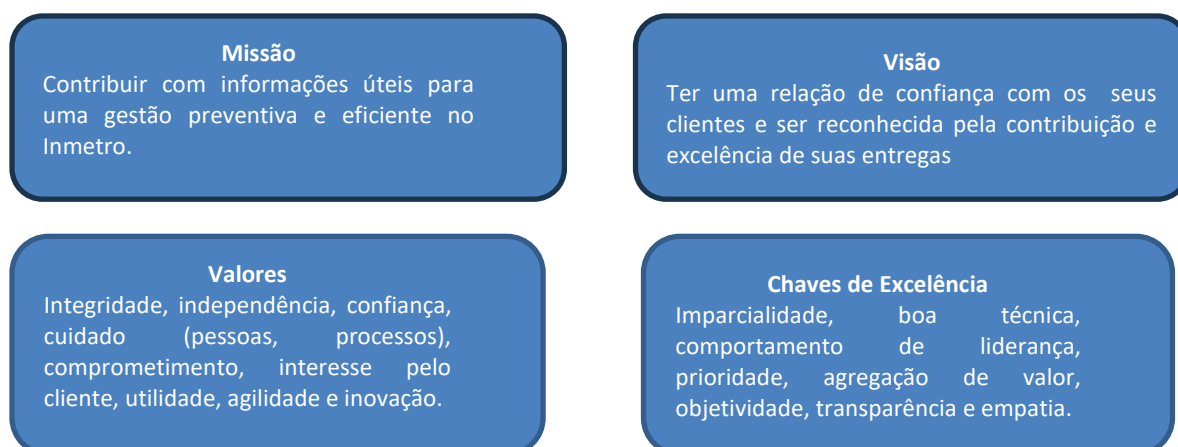 Missão
Contribuir com informações úteis para
uma gestão preventiva e eficiente no
Inmetro.
Visão
Ter uma relação de confiança com os seus
clientes e ser reconhecida pela contribuição e
excelência de suas entregas
Valores
Integridade, independência, confiança,
cuidado (pessoas, processos),
comprometimento, interesse pelo
cliente, utilidade, agilidade e inovação.
Chaves de Excelência
Imparcialidade, boa técnica,
comportamento de liderança,
prioridade, agregação de valor,
objetividade, transparência e empatia.